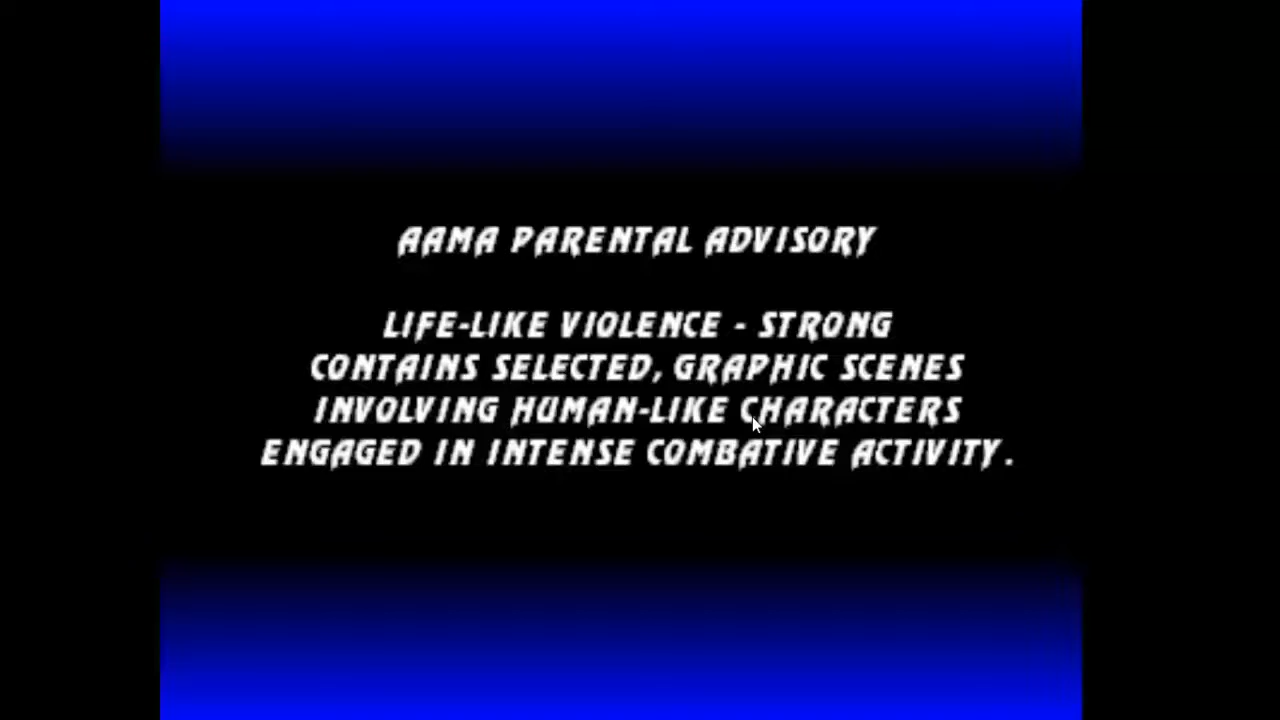 AAMA PARENTAL ADVISORY
LIFE-LIKE VIOLENCE - STRONG
CONTAINS SELECTED, GRAPHIC SCENES
INVOLVING HUMAN-LIKE CHARACTERS
ENGAGED IN INTENSE COMBATIVE ACTIVITY.